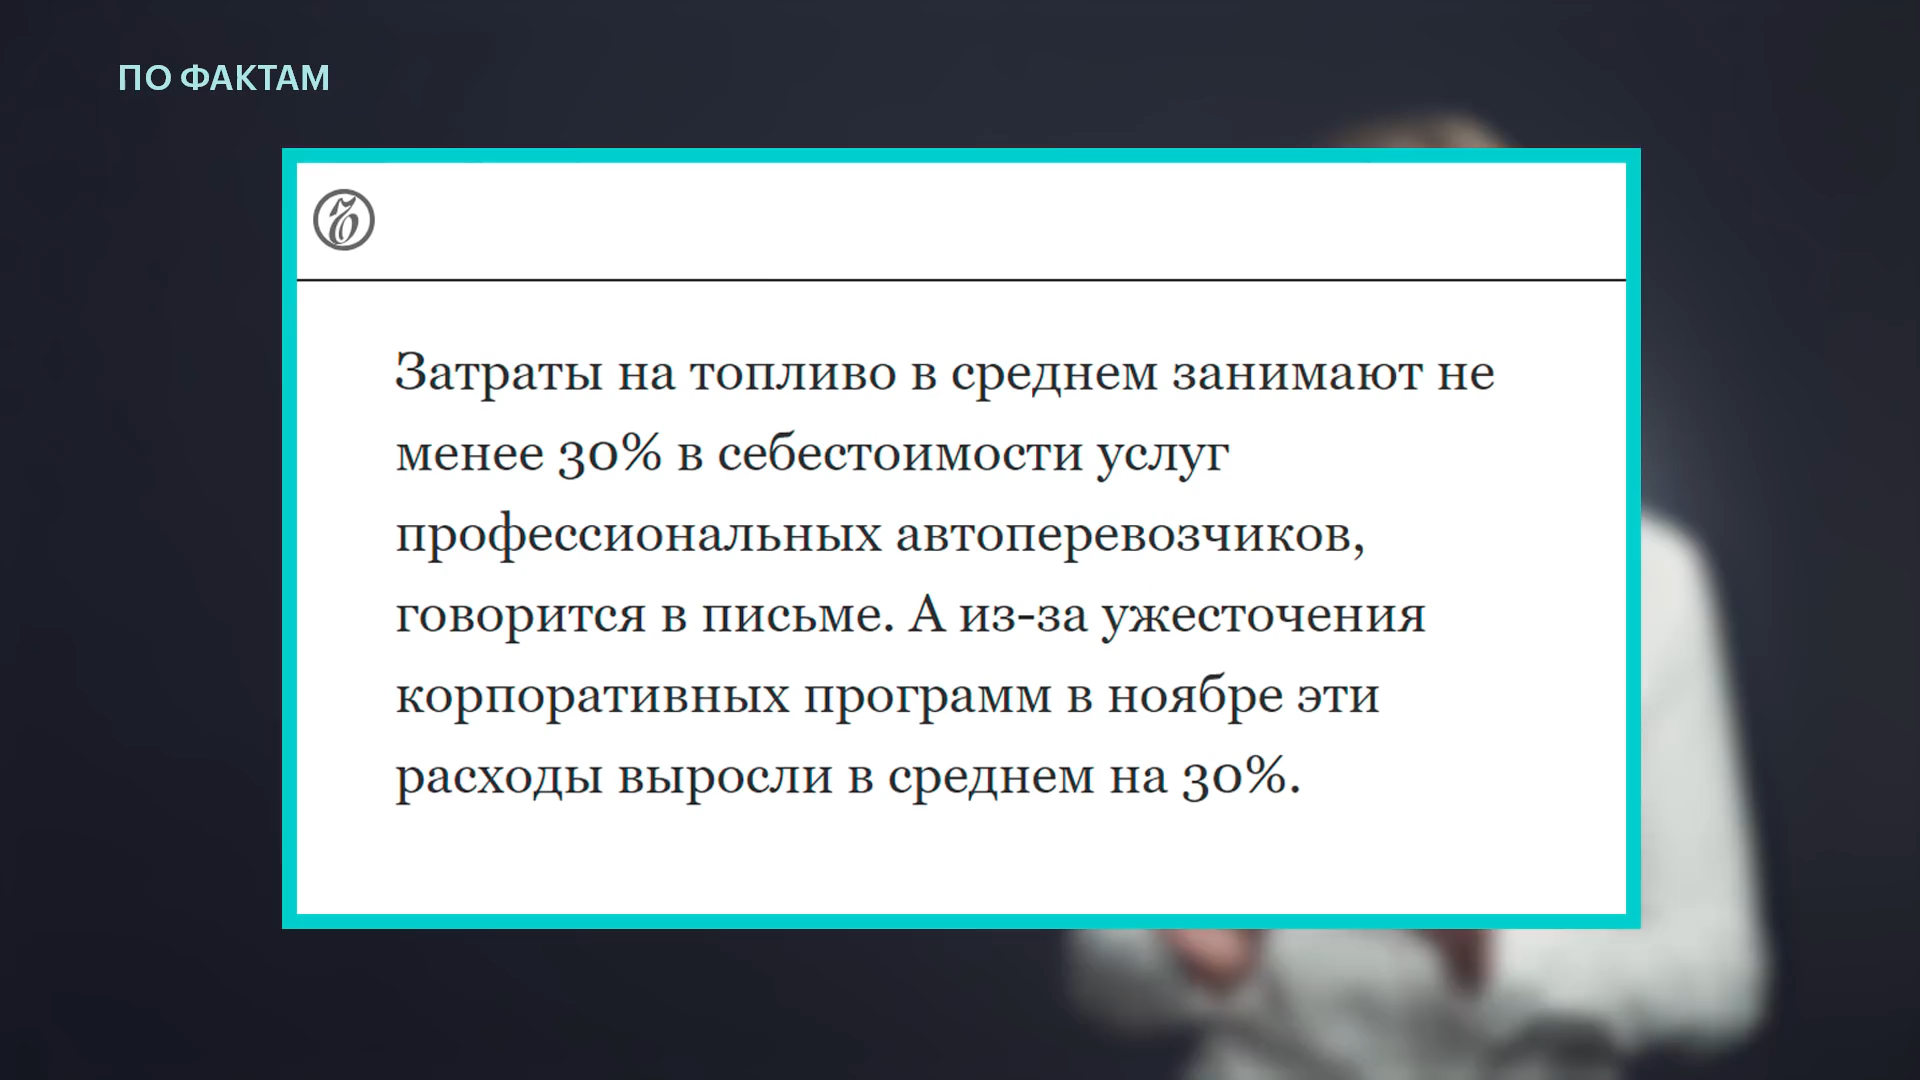 ПО ФАКТАМ
Ъ
Затраты на топливо в среднем занимают не
менее 30% в себестоимости услуг
профессиональных автоперевозчиков,
говорится в письме. А из-за ужесточения
корпоративных программ в ноябре эти
расходы выросли в среднем на 30%.